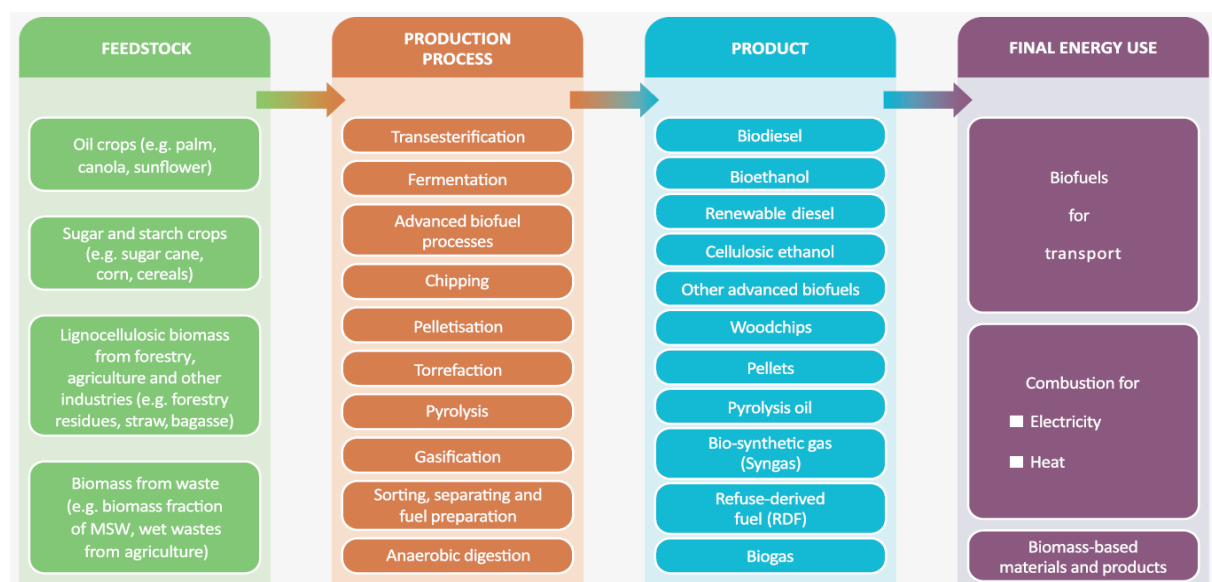 FEEDSTOCK
Oil crops (e.g. palm,
canola, sunflower)
Sugar and starch crops
(e.g. sugar cane,
corn, cereals)
Lignocellulosic biomass
from forestry,
agriculture and other
industries (e.g. forestry
residues, straw, bagasse)
Biomass from waste
(e.g. biomass fraction
of MSW, wet wastes
from agriculture)
PRODUCTION
PROCESS
Transesterification
Fermentation
Advanced biofuel
processes
Chipping
Pelletisation
Torrefaction
Pyrolysis
Gasification
Sorting, separating and
fuel preparation
Anaerobic digestion
PRODUCT
Biodiesel
Bioethanol
Renewable diesel
Cellulosic ethanol
Other advanced biofuels
Woodchips
Pellets
Pyrolysis oil
Bio-synthetic gas
(Syngas)
Refuse-derived
fuel (RDF)
Biogas
FINAL ENERGY USE
Biofuels
for
transport
Combustion for
Electricity
Heat
Biomass-based
materials and products